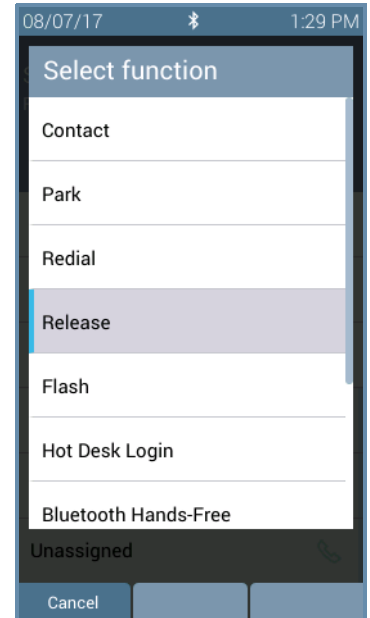 08/07/17 1:29 PM
Select function
Contact
Park
Redial
Release
Flash
Hot Desk Login
Bluetooth Hands-Free
Unassigned
Cancel